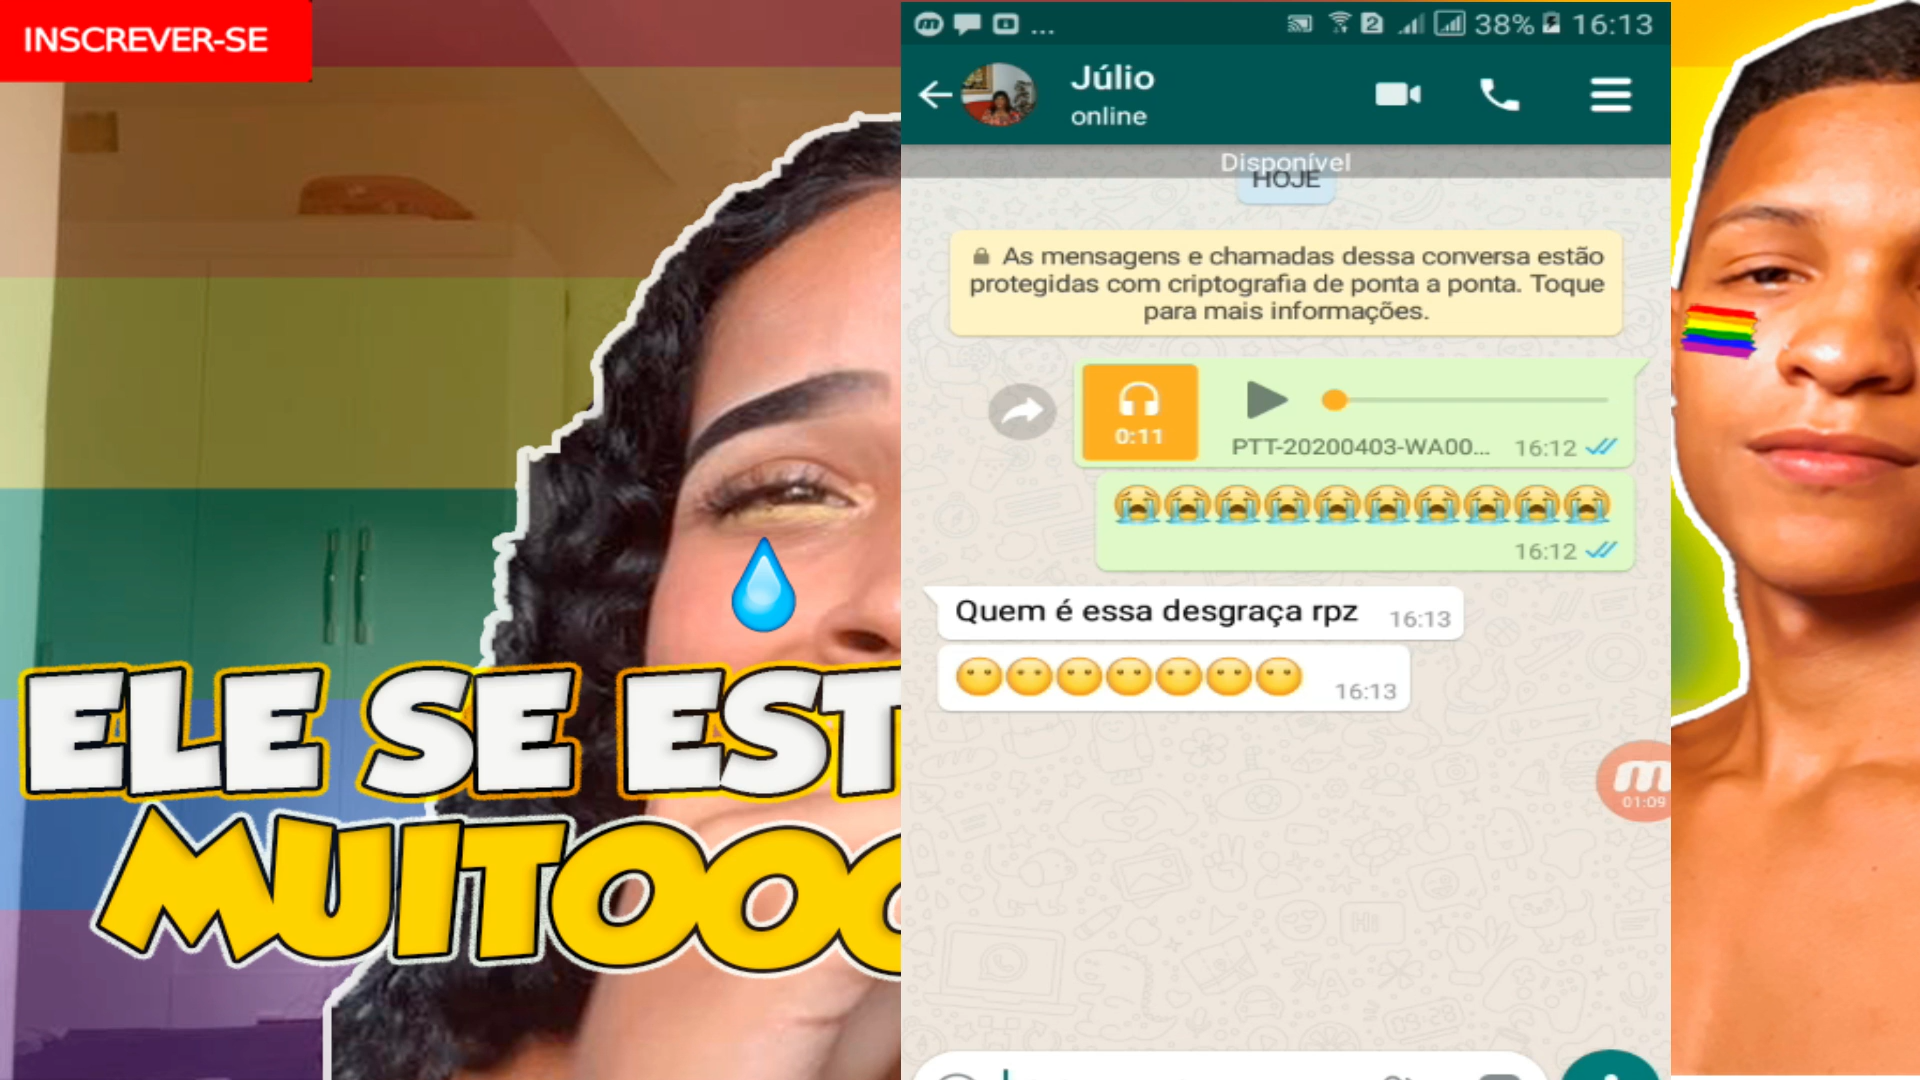 INSCREVER-SE
ELE SE EST
MUITOOO
... 2 38% 16:13
Júlio
online
Disponível
HOJE
As mensagens e chamadas dessa conversa estão
protegidas com criptografia de ponta a ponta. Toque
para mais informações.
0:11
PTT-20200403-WA00... 16:12
16:12
Quem é essa desgraça rpz 16:13
16:13
01:09